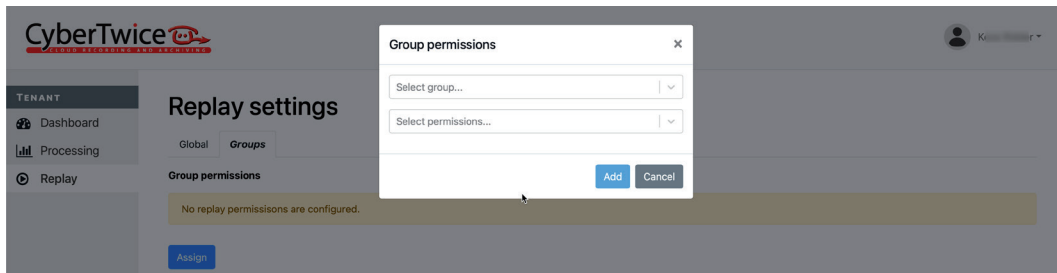 CyberTwice
CLOUD RECORDING AND ARCHIVING
Group permissions
×
Select group...
Select permissions...
Add Cancel
TENANT
Dashboard
Processing
Replay
Replay settings
Global Groups
Group permissions
No replay permissisons are configured.
Assign